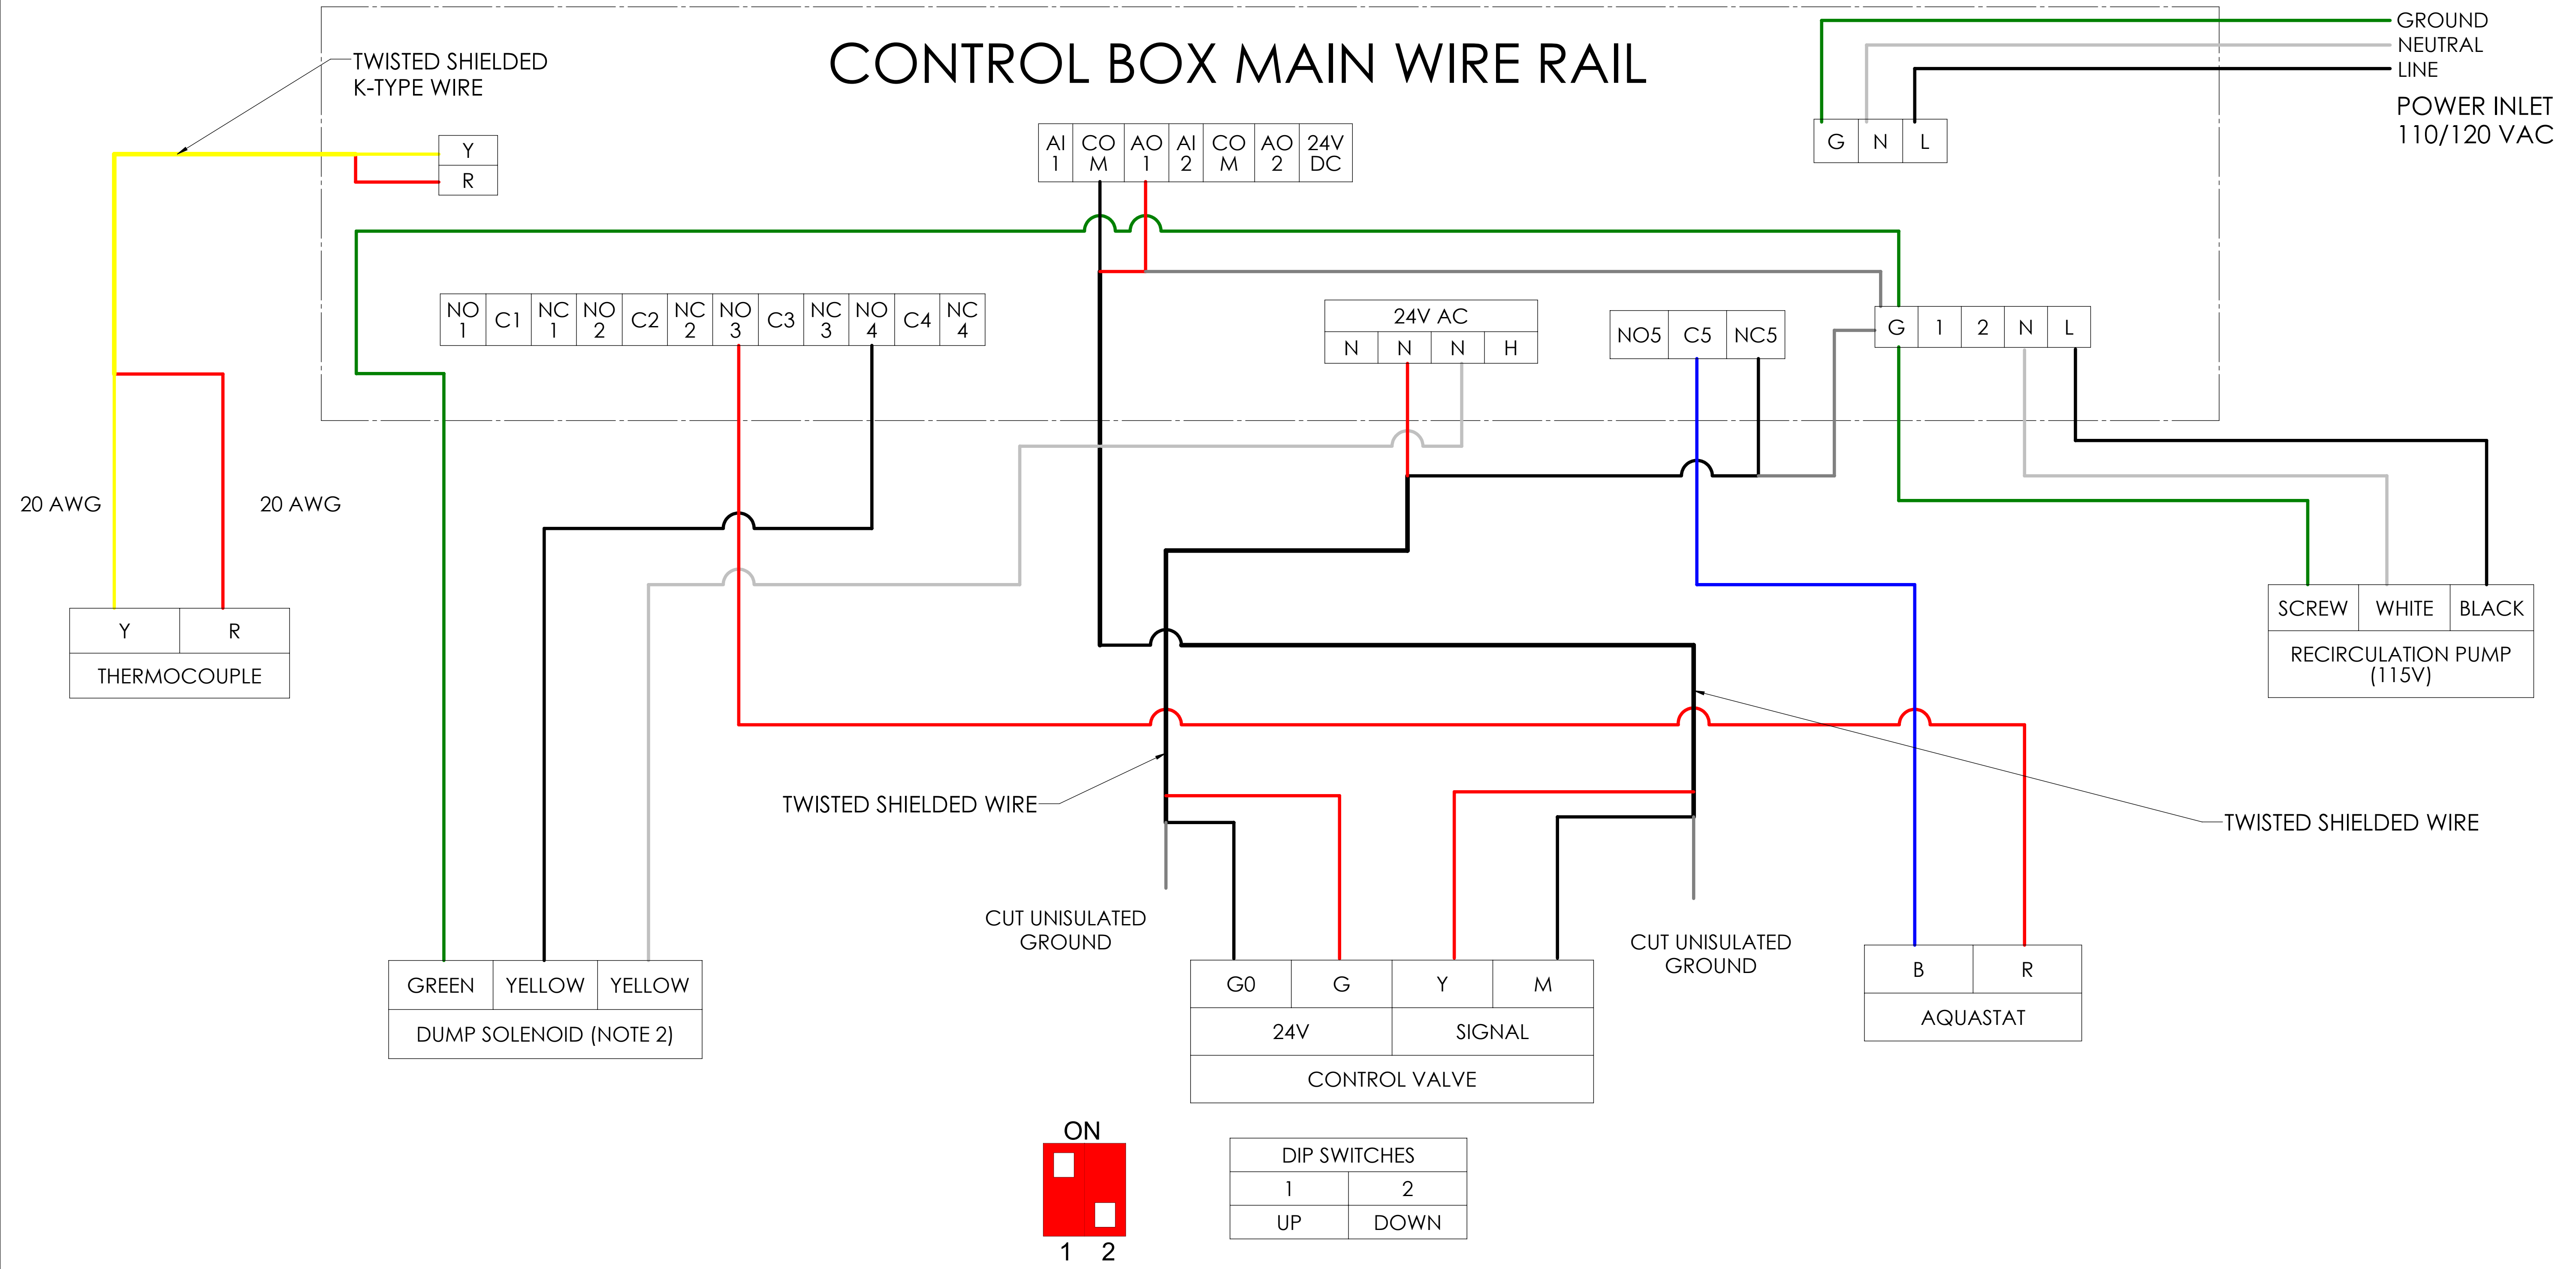 CONTROL BOX MAIN WIRE RAIL
GROUND
NEUTRAL
LINE
POWER INLET
110/120 VAC
TWISTED SHIELDED
K-TYPE WIRE
Y
R
AI CO AO AI CO AO 24V
1 M 1 2 M 2 DC
G N L
NO NC NO NC NO NC NO NC
1 C1 1 2 C2 2 3 C3 3 4 C4 4
24V AC
N N N H
NO5 C5 NC5
G 1 2 N L
20 AWG
20 AWG
Y R
THERMOCOUPLE
SCREW WHITE BLACK
RECIRCULATION PUMP
(115V)
TWISTED SHIELDED WIRE
TWISTED SHIELDED WIRE
CUT UNISULATED
GROUND
CUT UNISULATED
GROUND
GREEN YELLOW YELLOW
DUMP SOLENOID (NOTE 2)
G0 G Y M
24V SIGNAL
CONTROL VALVE
B R
AQUASTAT
ON
1 2
DIP SWITCHES
1 2
UP DOWN